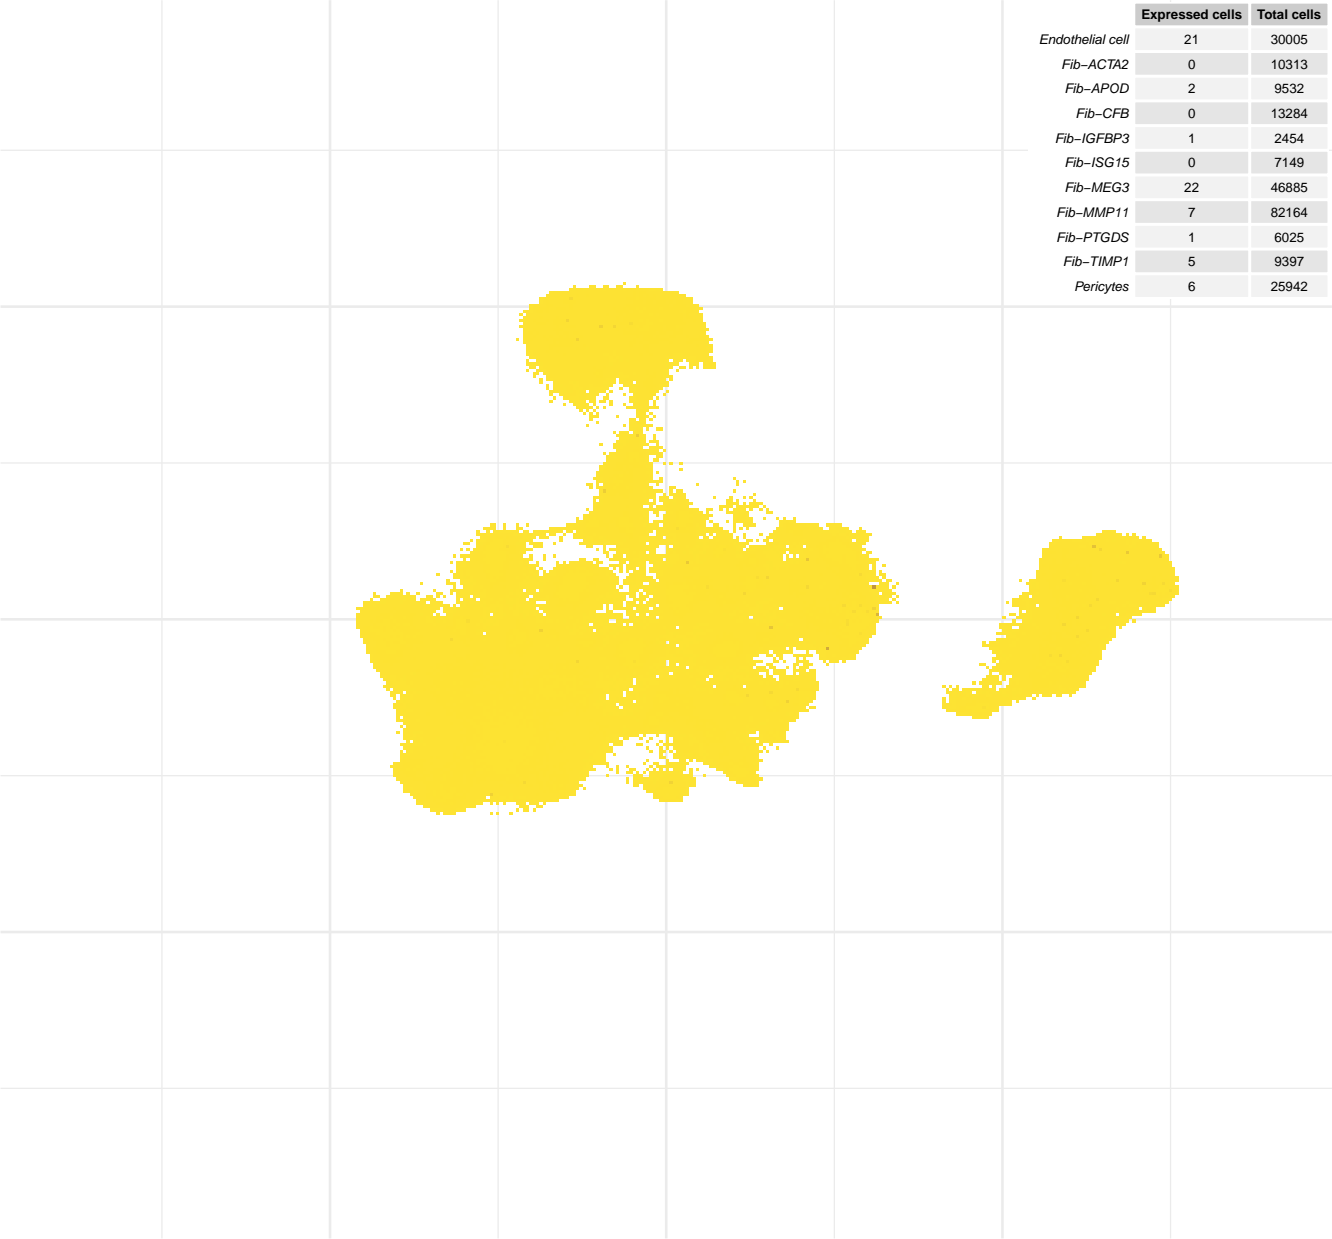 Expressed cells Total cells
Endothelial cell 21 30005
Fib−ACTA2 0 10313
Fib−APOD 2 9532
Fib−CFB 0 13284
Fib−IGFBP3 1 2454
Fib−ISG15 0 7149
Fib−MEG3 22 46885
Fib−MMP11 7 82164
Fib−PTGDS 1 6025
Fib−TIMP1 5 9397
Pericytes 6 25942